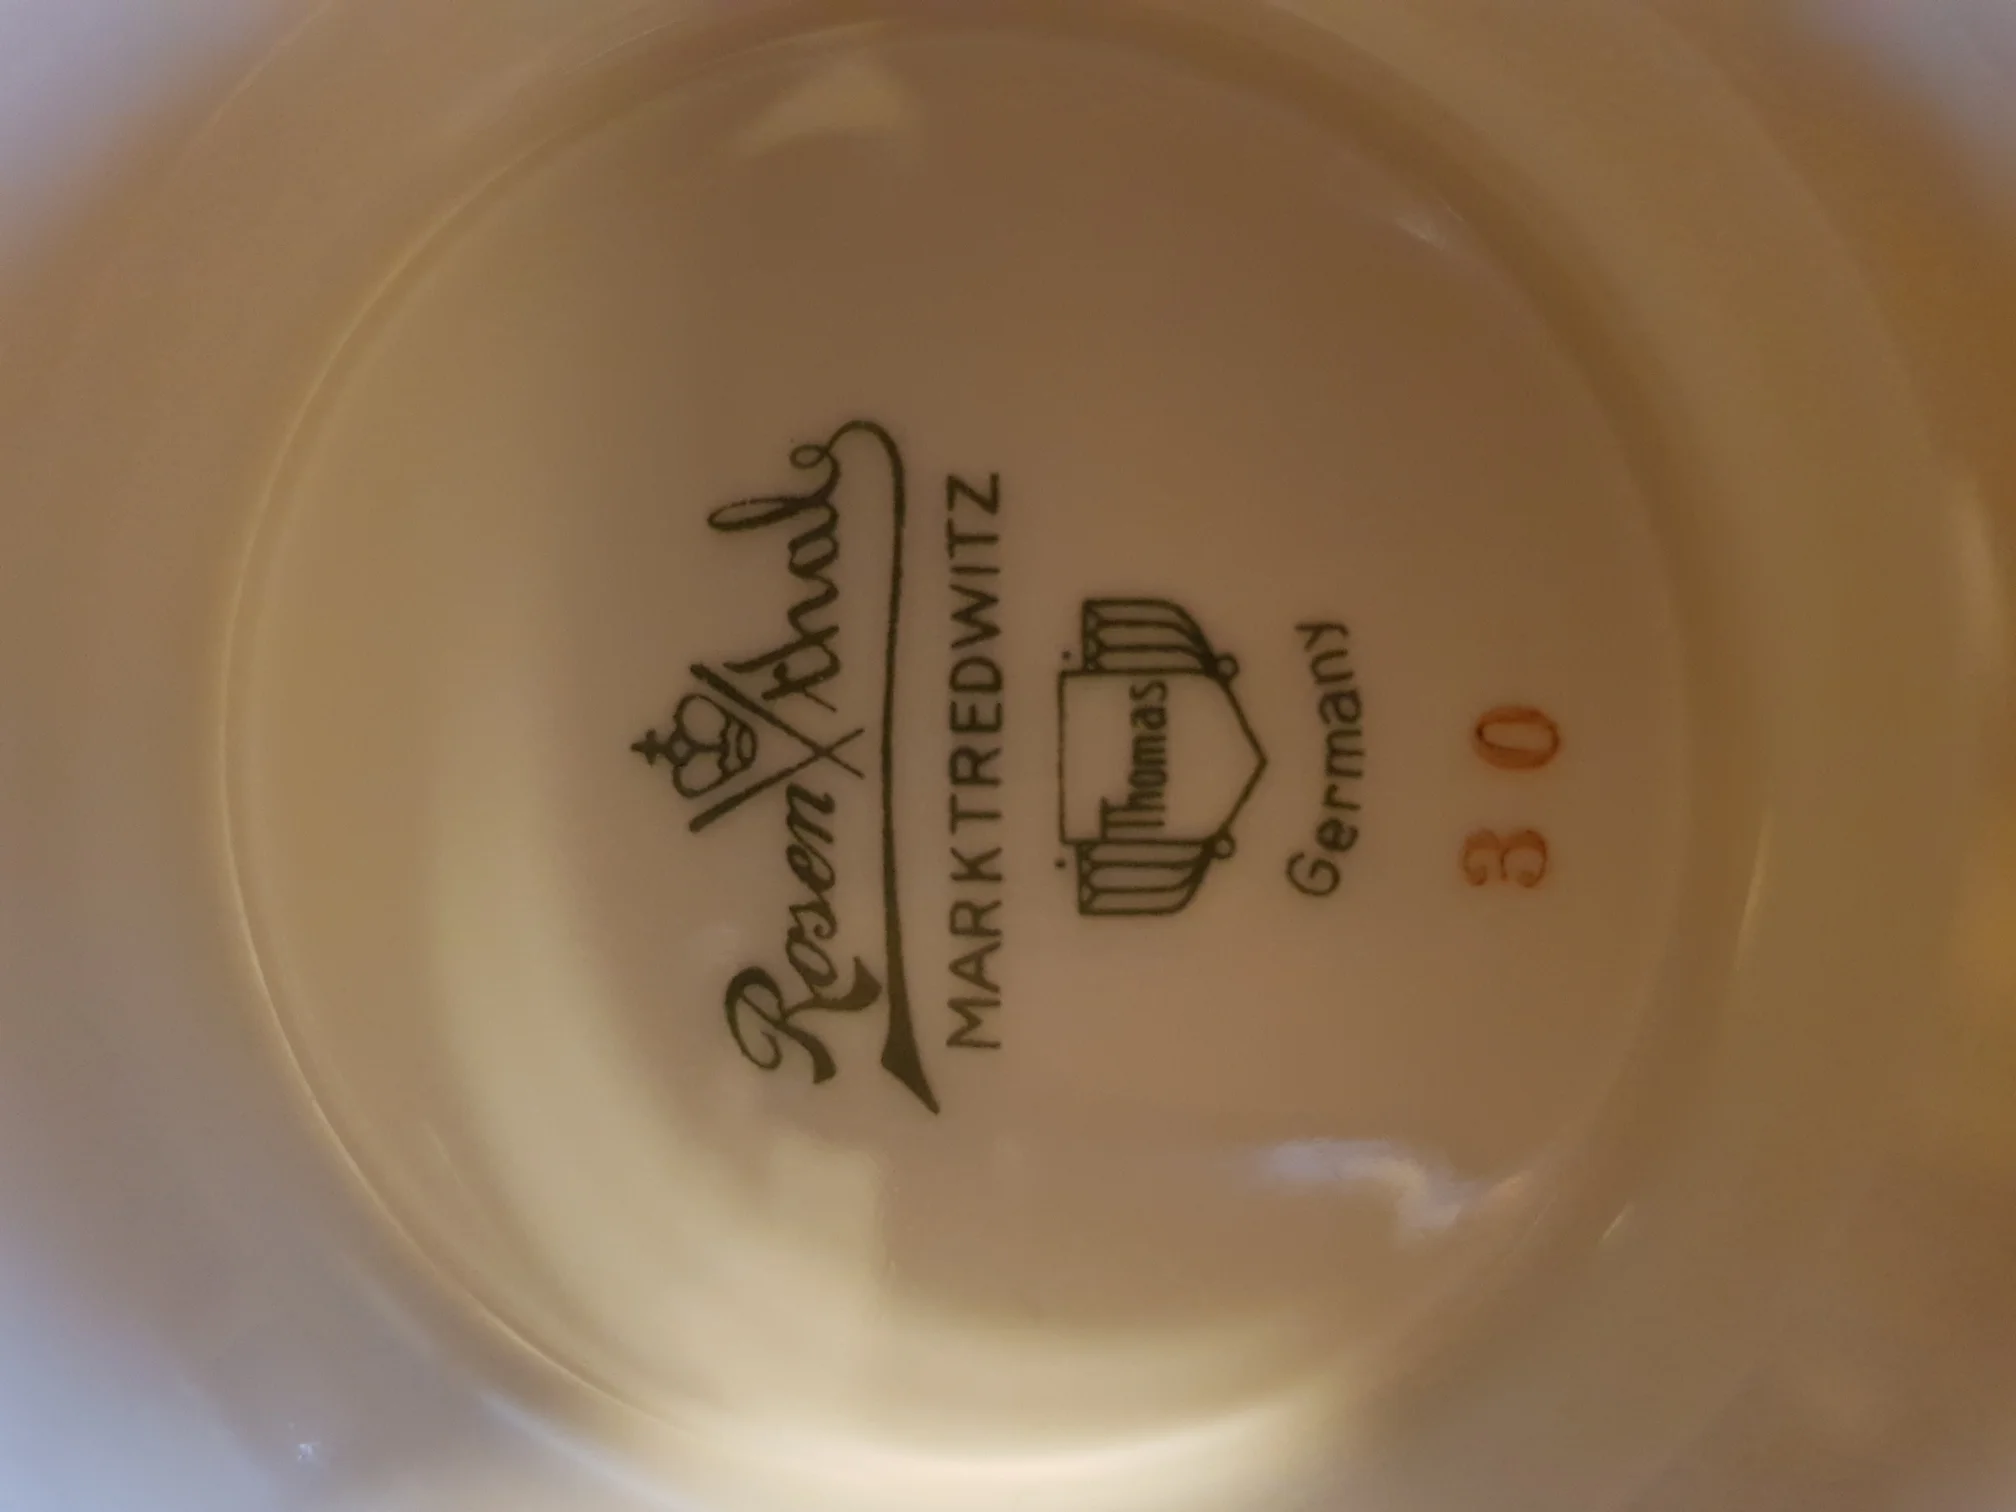 Rosenthal
MARKTREDWITZ
Thomas
Germany
30